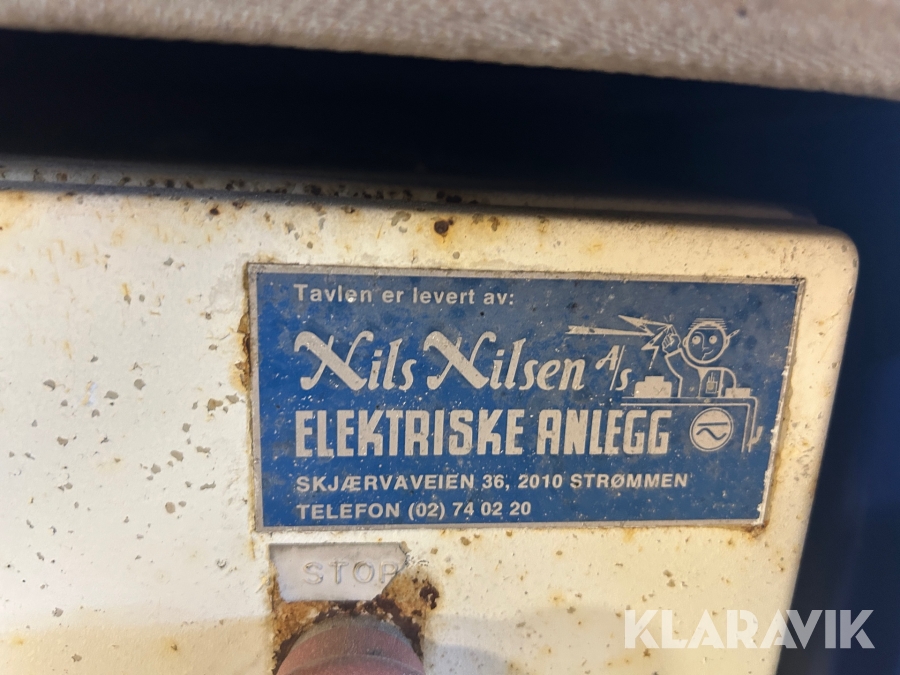 Tavlen er levert av:
Nils Nilsen A/s
ELEKTRISKE ANLEGG
SKJÆRVAVEIEN 36, 2010 STRØMMEN
TELEFON (02) 74 02 20
STOP
KLARAVIK